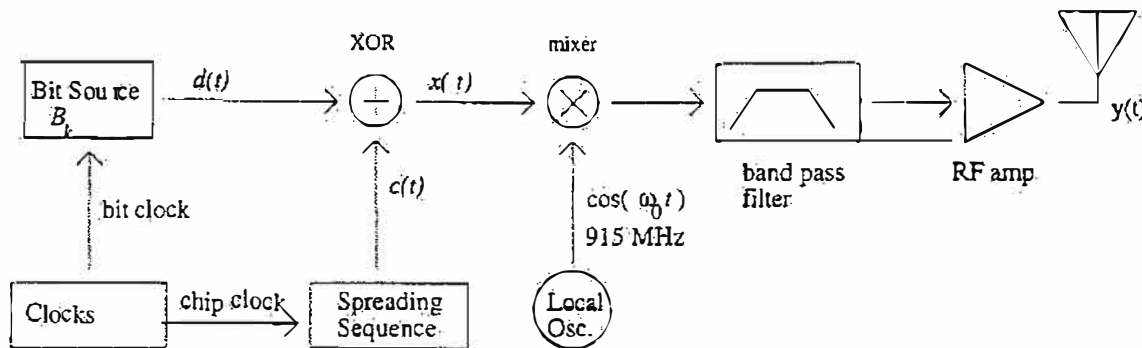 XOR
mixer
Bit Source
B_k
d(t)
x(t)
y(t)
c(t)
band pass
filter
RF amp
bit clock
cos( ω₀ t )
915 MHz
Clocks
chip clock
Spreading
Sequence
Local
Osc.